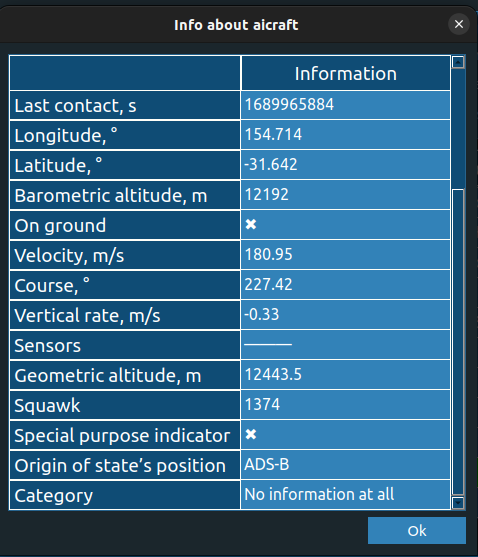 Info about aicraft
Information
Last contact, s 1689965884
Longitude, ° 154.714
Latitude, ° -31.642
Barometric altitude, m 12192
On ground ✖
Velocity, m/s 180.95
Course, ° 227.42
Vertical rate, m/s -0.33
Sensors ———
Geometric altitude, m 12443.5
Squawk 1374
Special purpose indicator ✖
Origin of state’s position ADS-B
Category No information at all
Ok